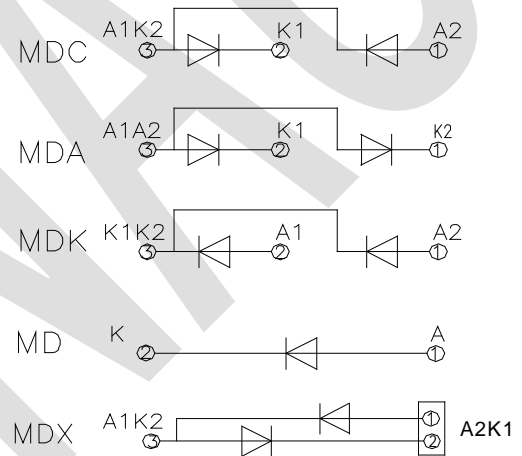 MDC A1K2 3 K1 2 A2 1
MDA A1A2 3 K1 2 K2 1
MDK K1K2 3 A1 2 A2 1
MD K 2 A 1
MDX A1K2 3 1 2 A2K1